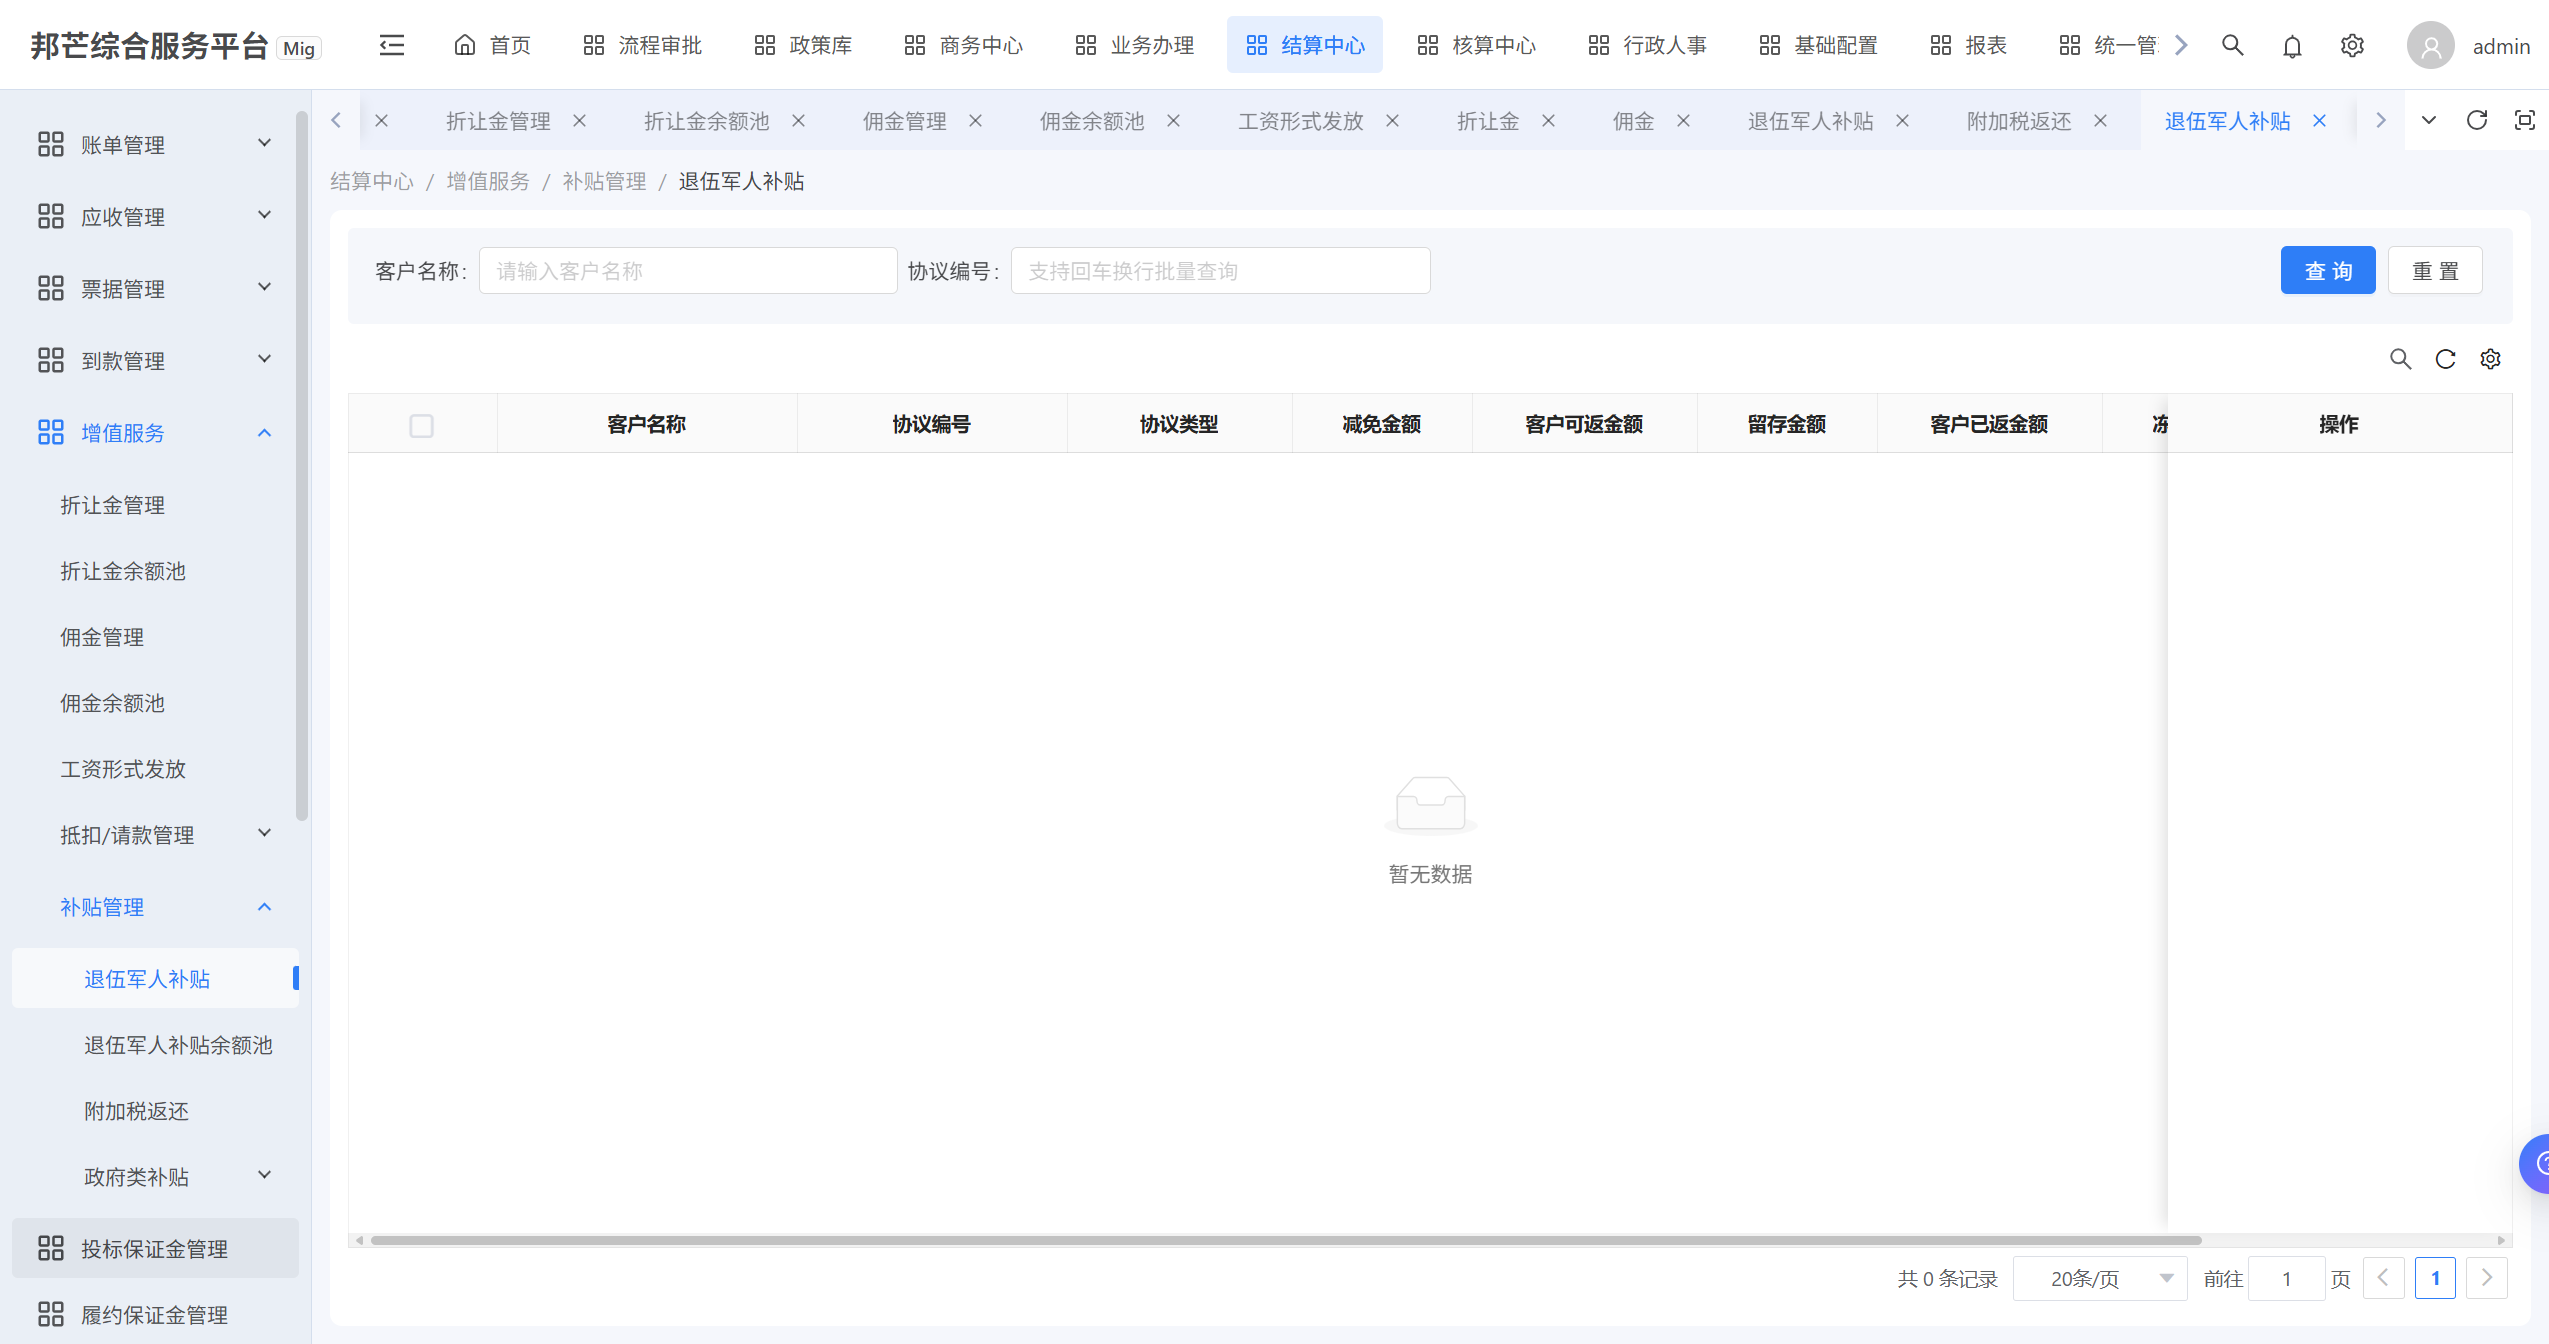 邦芒综合服务平台 Mig
首页 流程审批 政策库 商务中心 业务办理 结算中心 核算中心 行政人事 基础配置 报表 统一管 admin
折让金管理 折让金余额池 佣金管理 佣金余额池 工资形式发放 折让金 佣金 退伍军人补贴 附加税返还 退伍军人补贴
结算中心 / 增值服务 / 补贴管理 / 退伍军人补贴
账单管理
应收管理
票据管理
到款管理
增值服务
折让金管理
折让金余额池
佣金管理
佣金余额池
工资形式发放
抵扣/请款管理
补贴管理
退伍军人补贴
退伍军人补贴余额池
附加税返还
政府类补贴
投标保证金管理
履约保证金管理
客户名称: 请输入客户名称 协议编号: 支持回车换行批量查询 查 询 重 置
客户名称 协议编号 协议类型 减免金额 客户可返金额 留存金额 客户已返金额 冻 操作
暂无数据
共 0 条记录 20条/页 前往 1 页 1